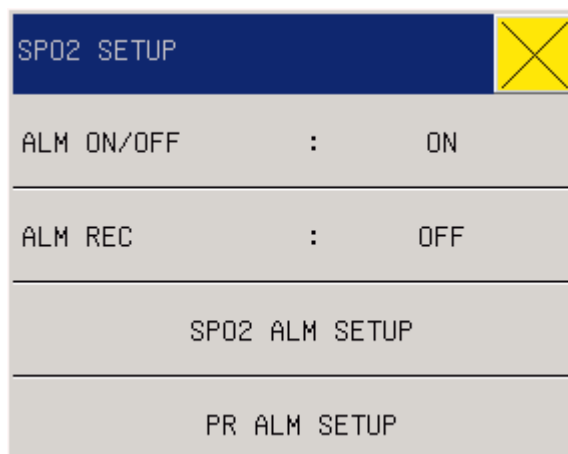 SPO2 SETUP
ALM ON/OFF : ON
ALM REC : OFF
SPO2 ALM SETUP
PR ALM SETUP